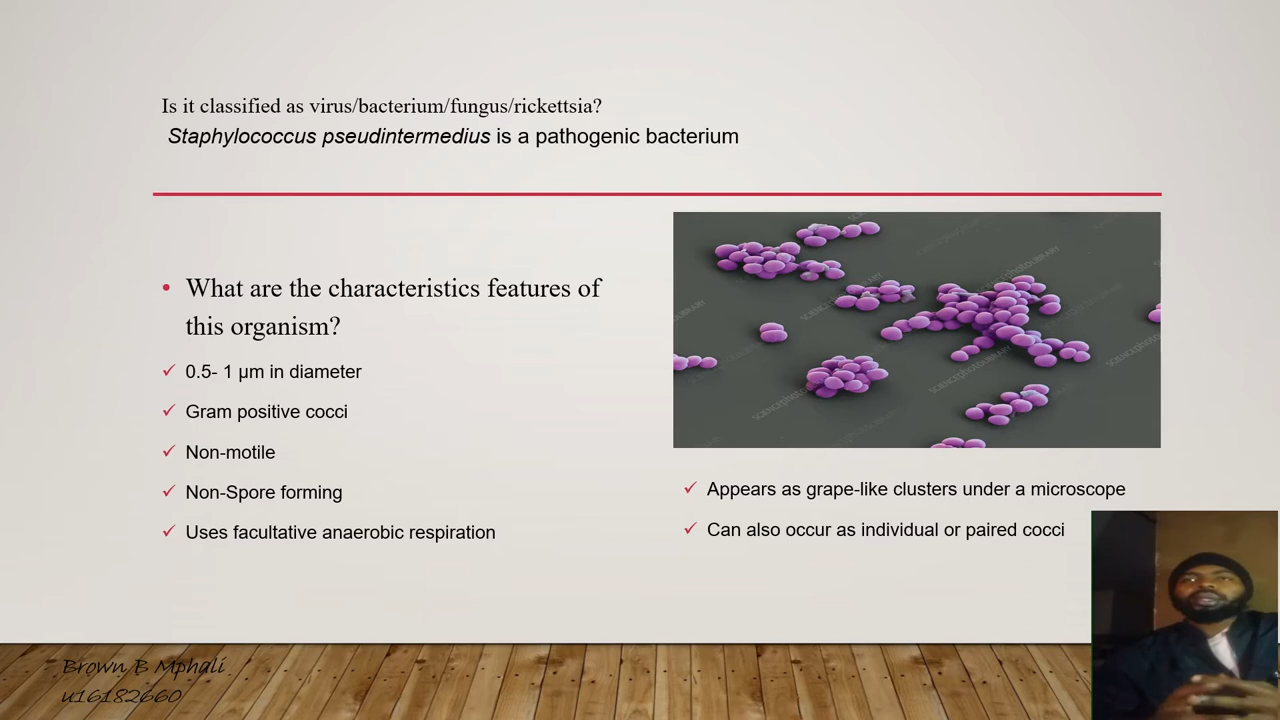 Is it classified as virus/bacterium/fungus/rickettsia?
Staphylococcus pseudintermedius is a pathogenic bacterium
• What are the characteristics features of
this organism?
✓ 0.5- 1 µm in diameter
✓ Gram positive cocci
✓ Non-motile
✓ Non-Spore forming
✓ Uses facultative anaerobic respiration
✓ Appears as grape-like clusters under a microscope
✓ Can also occur as individual or paired cocci
Brown B Mphali
u16182660